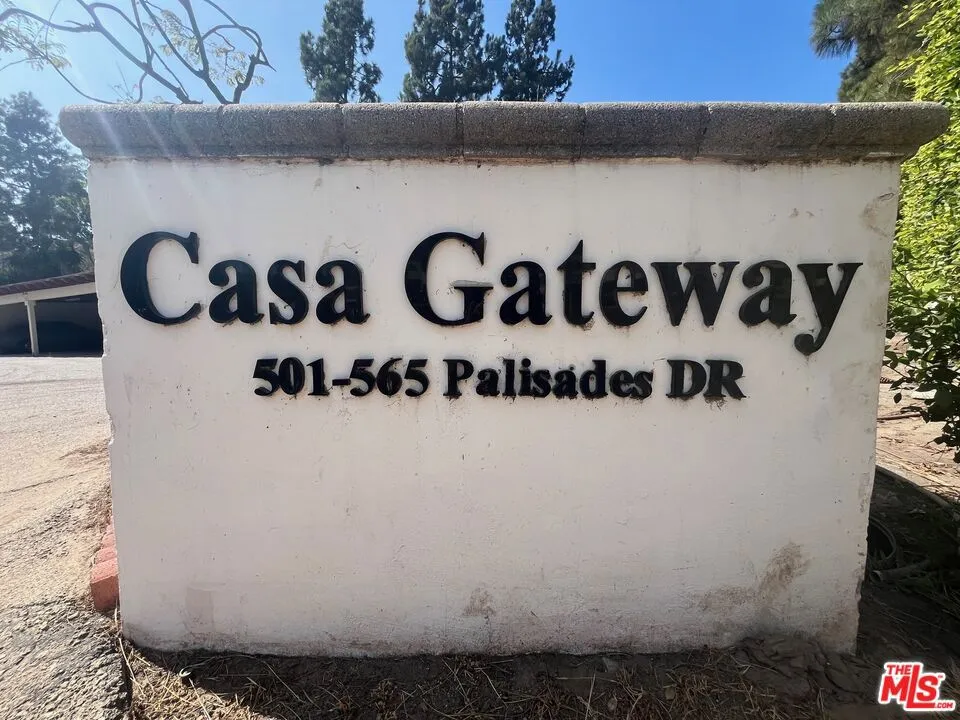 Casa Gateway
501-565 Palisades DR
THE
MLS
.COM